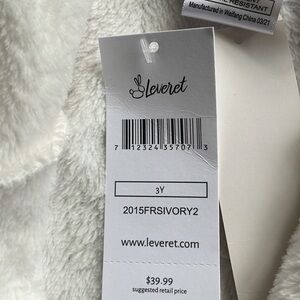 RESISTANT
Manufactured in Weifang China 03/21
Leveret
7 12324 35707 3
3Y
2015FRSIVORY2
www.leveret.com
$39.99
suggested retail price